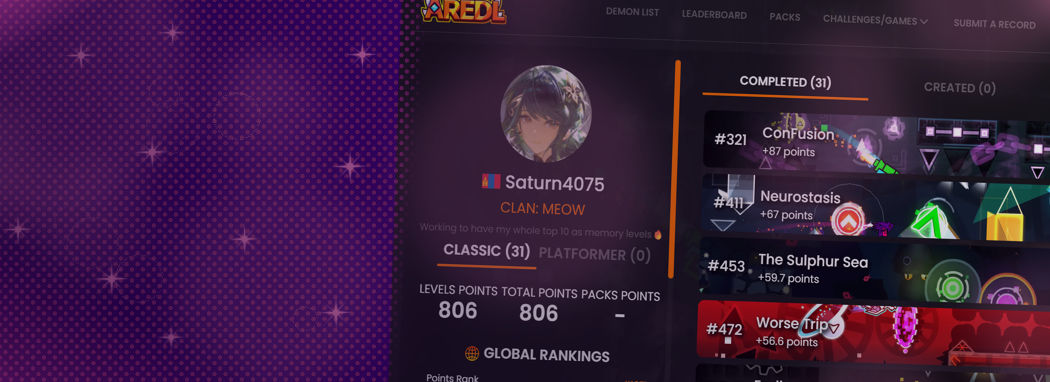 AREDL
DEMON LIST
LEADERBOARD
PACKS
CHALLENGES/GAMES
SUBMIT A RECORD
Saturn4075
CLAN: MEOW
Working to have my whole top 10 as memory levels 🔥
CLASSIC (31) PLATFORMER (0)
LEVELS POINTS TOTAL POINTS PACKS POINTS
806 806 -
GLOBAL RANKINGS
Points Rank
COMPLETED (31) CREATED (0)
#321 ConFusion
+87 points
#411 Neurostasis
+67 points
#453 The Sulphur Sea
+59.7 points
#472 Worse Trip
+56.6 points